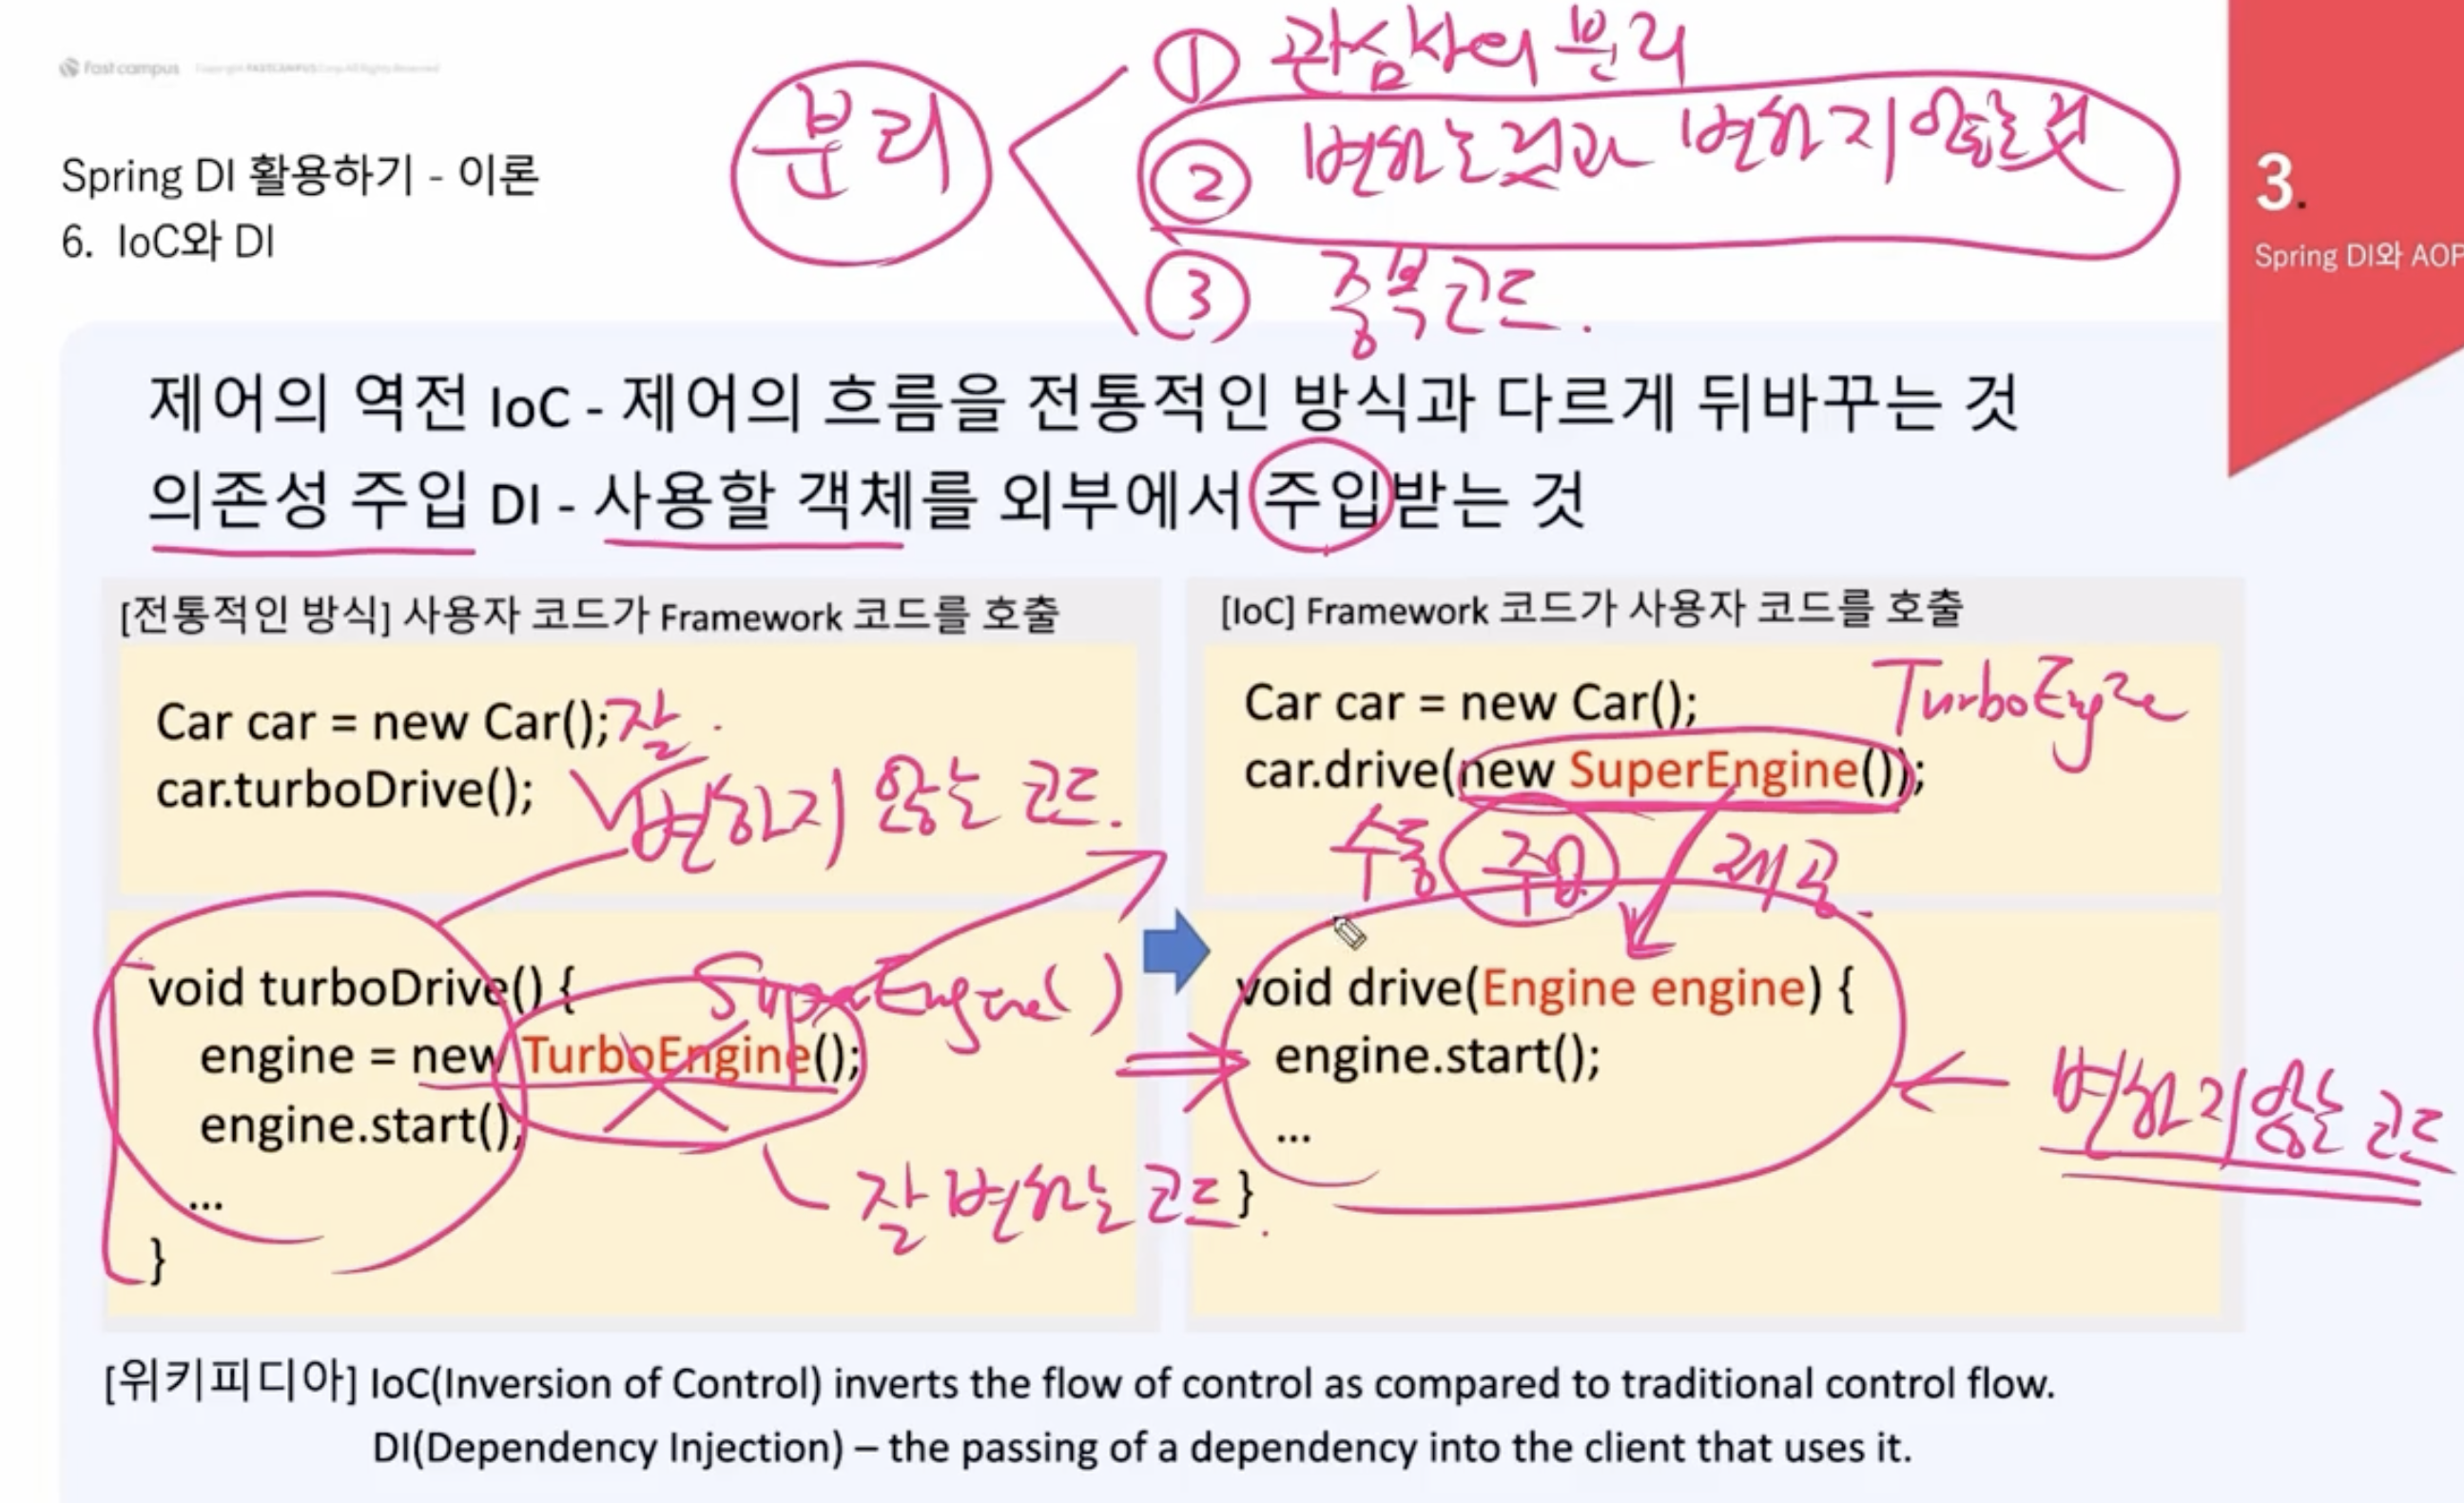 Fastcampus Copyright FASTCAMPUS Corp. All Rights Reserved
분리
① 관심사의 분리
② 변하는것과 변하지 않는것
③ 중복코드.
Spring DI 활용하기 - 이론
6. IoC와 DI
3.
Spring DI와 AOP
제어의 역전 IoC - 제어의 흐름을 전통적인 방식과 다르게 뒤바꾸는 것
의존성 주입 DI - 사용할 객체를 외부에서 주입받는 것
[전통적인 방식] 사용자 코드가 Framework 코드를 호출
Car car = new Car();
car.turboDrive();
잘.
변하지 않는 코드.
void turboDrive() {
engine = new TurboEngine();
engine.start();
...
}
SuperEngine()
잘 변하는 코드.
[IoC] Framework 코드가 사용자 코드를 호출
Car car = new Car();
car.drive(new SuperEngine());
TurboEngine
수동 주입 제공.
void drive(Engine engine) {
engine.start();
...
}
변하지않는 코드
[위키피디아] IoC(Inversion of Control) inverts the flow of control as compared to traditional control flow.
DI(Dependency Injection) – the passing of a dependency into the client that uses it.